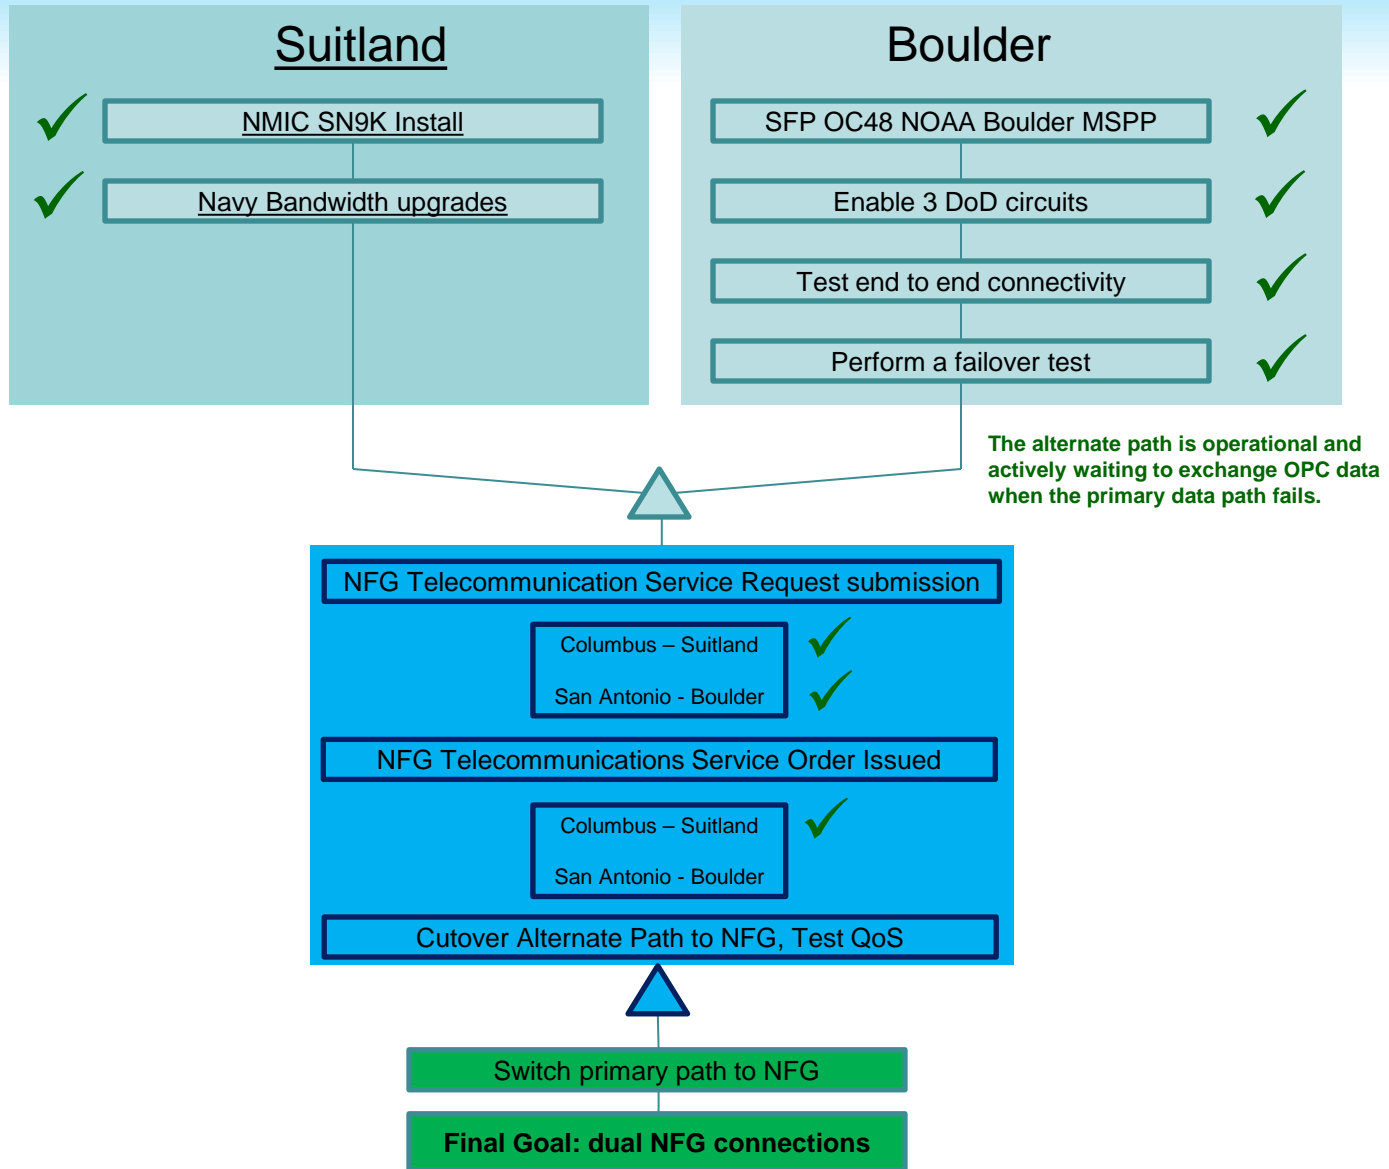 Suitland
NMIC SN9K Install
Navy Bandwidth upgrades
Boulder
SFP OC48 NOAA Boulder MSPP
Enable 3 DoD circuits
Test end to end connectivity
Perform a failover test
The alternate path is operational and
actively waiting to exchange OPC data
when the primary data path fails.
NFG Telecommunication Service Request submission
Columbus – Suitland
San Antonio - Boulder
NFG Telecommunications Service Order Issued
Columbus – Suitland
San Antonio - Boulder
Cutover Alternate Path to NFG, Test QoS
Switch primary path to NFG
Final Goal: dual NFG connections